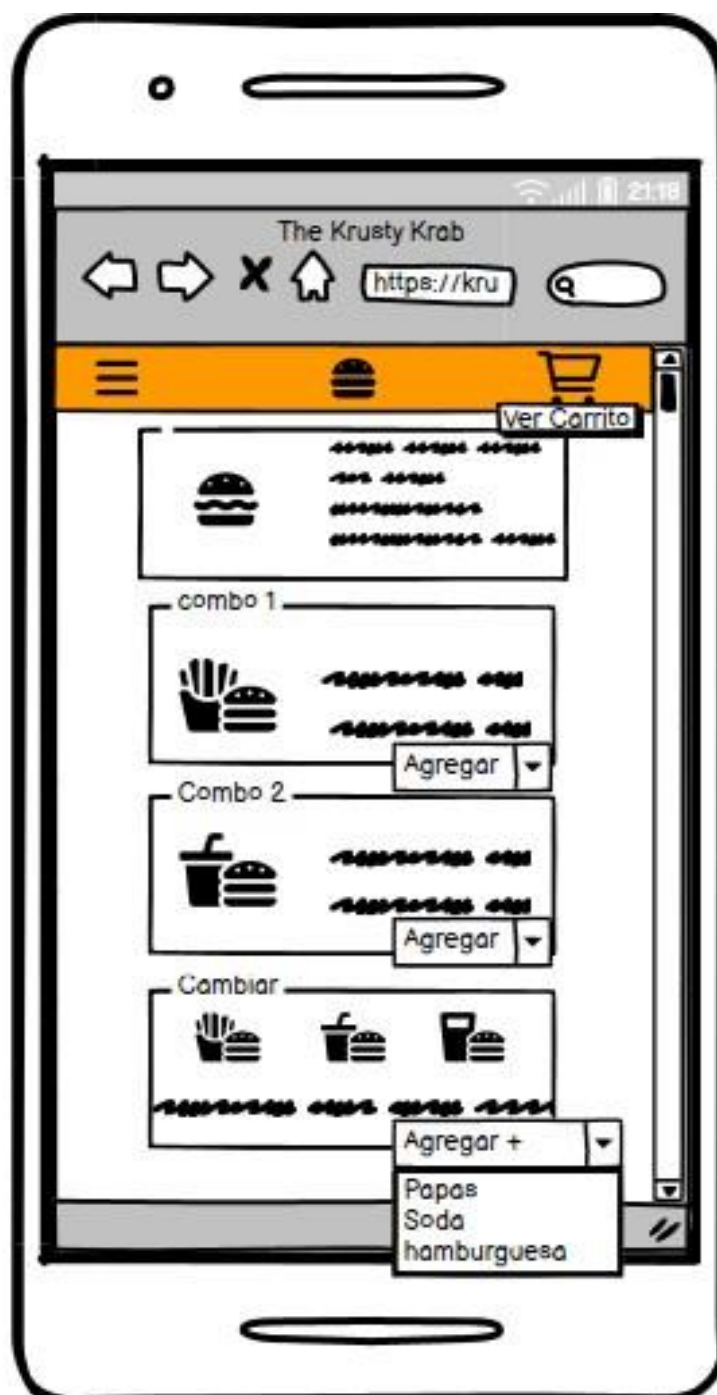 21:18
The Krusty Krab
https://kru
Ver Carrito
combo 1
Agregar
Combo 2
Agregar
Cambiar
Agregar +
Papas
Soda
hamburguesa